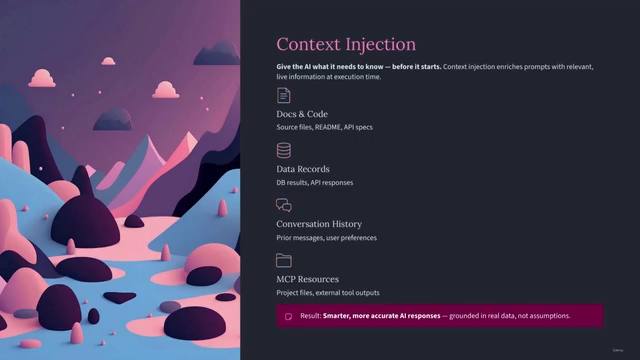 Context Injection
Give the AI what it needs to know — before it starts. Context injection enriches prompts with relevant,
live information at execution time.
Docs & Code
Source files, README, API specs
Data Records
DB results, API responses
Conversation History
Prior messages, user preferences
MCP Resources
Project files, external tool outputs
Result: Smarter, more accurate AI responses — grounded in real data, not assumptions.